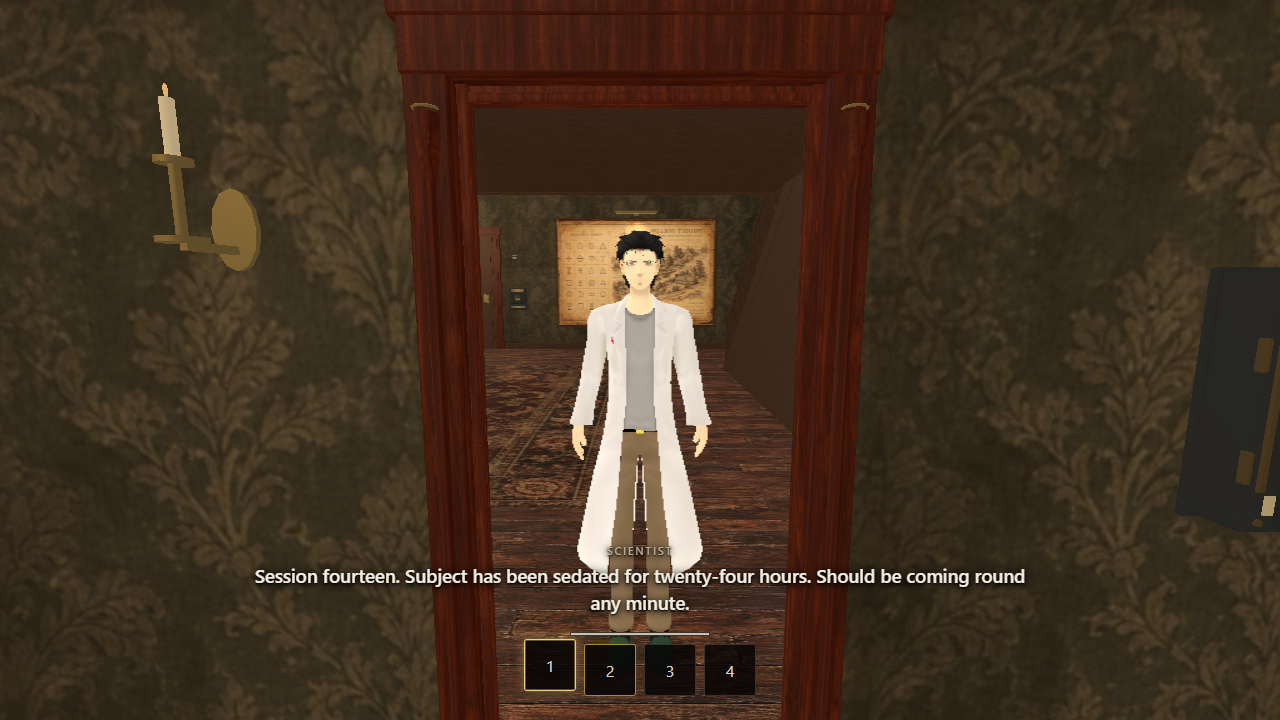 SCIENTIST
Session fourteen. Subject has been sedated for twenty-four hours. Should be coming round
any minute.
1
2
3
4